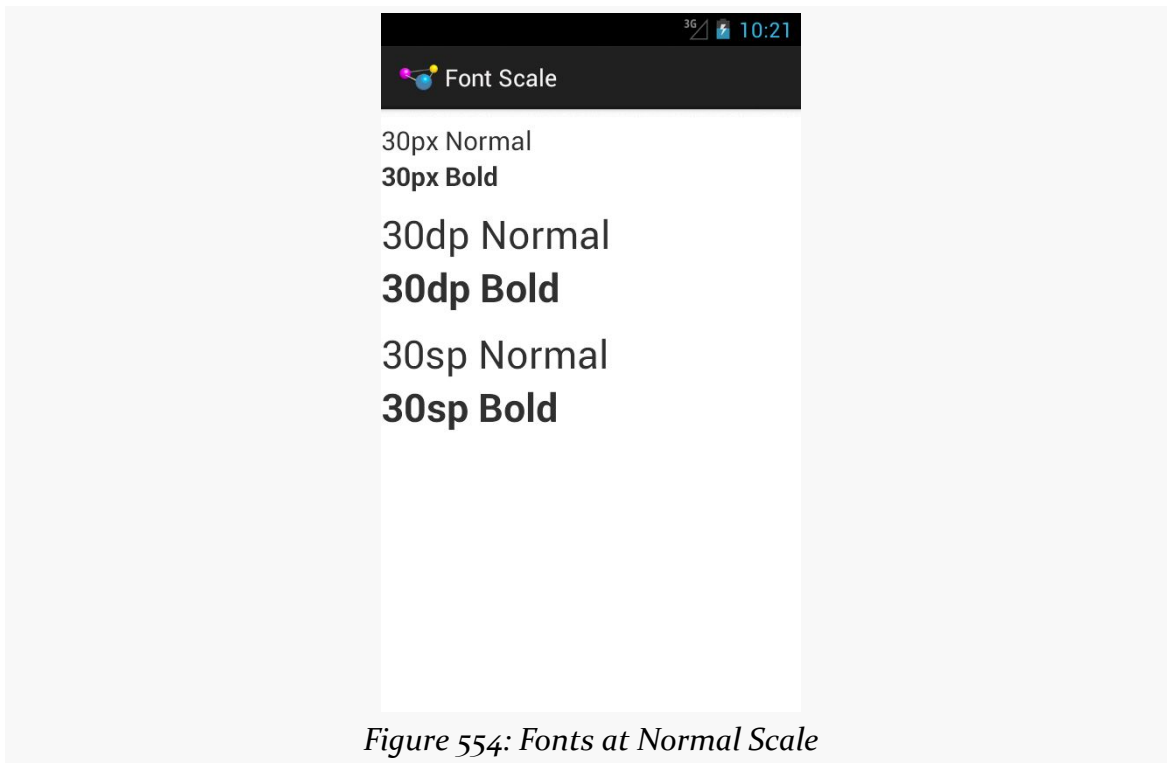 3G 10:21
Font Scale
30px Normal
30px Bold
30dp Normal
30dp Bold
30sp Normal
30sp Bold
Figure 554: Fonts at Normal Scale